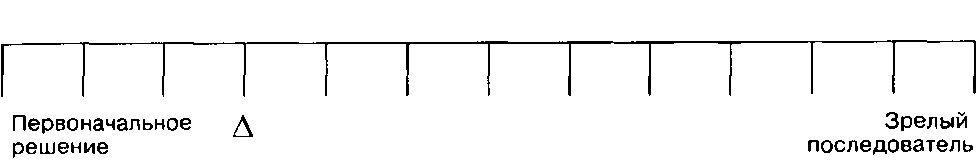 Первоначальное
решение
Δ
Зрелый
последователь